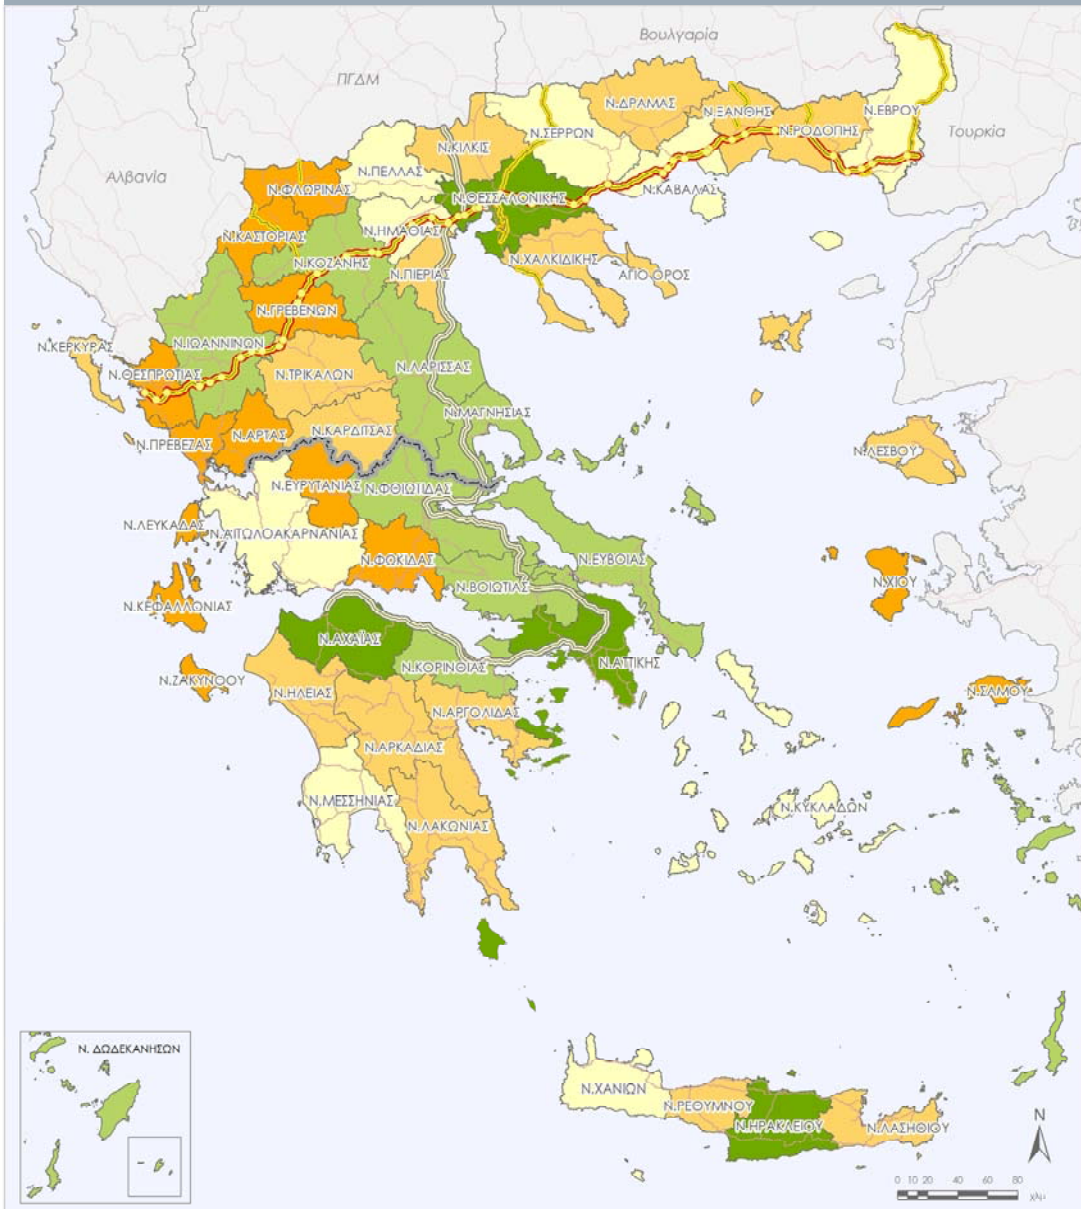 Βουλγαρία
ΠΓΔΜ
Ν.ΔΡΑΜΑΣ
Ν.ΞΑΝΘΗΣ
Ν.ΕΒΡΟΥ
Ν.ΣΕΡΡΩΝ
Ν.ΡΟΔΟΠΗΣ
Τουρκία
Ν.ΚΙΛΚΙΣ
Αλβανία
Ν.ΠΕΛΛΑΣ
Ν.ΦΛΩΡΙΝΑΣ
Ν.ΘΕΣΣΑΛΟΝΙΚΗΣ
Ν.ΚΑΒΑΛΑΣ
Ν.ΚΑΣΤΟΡΙΑΣ
Ν.ΗΜΑΘΙΑΣ
Ν.ΚΟΖΑΝΗΣ
Ν.ΠΙΕΡΙΑΣ
Ν.ΧΑΛΚΙΔΙΚΗΣ
ΑΓΙΟ ΟΡΟΣ
Ν.ΓΡΕΒΕΝΩΝ
Ν.ΚΕΡΚΥΡΑΣ
Ν.ΙΩΑΝΝΙΝΩΝ
Ν.ΘΕΣΠΡΩΤΙΑΣ
Ν.ΤΡΙΚΑΛΩΝ
Ν.ΛΑΡΙΣΣΑΣ
Ν.ΜΑΓΝΗΣΙΑΣ
Ν.ΠΡΕΒΕΖΑΣ
Ν.ΑΡΤΑΣ
Ν.ΚΑΡΔΙΤΣΑΣ
Ν.ΛΕΣΒΟΥ
Ν.ΕΥΡΥΤΑΝΙΑΣ
Ν.ΦΘΙΩΤΙΔΑΣ
Ν.ΛΕΥΚΑΔΑΣ
Ν.ΑΙΤΩΛΟΑΚΑΡΝΑΝΙΑΣ
Ν.ΦΩΚΙΔΑΣ
Ν.ΕΥΒΟΙΑΣ
Ν.ΒΟΙΩΤΙΑΣ
Ν.ΧΙΟΥ
Ν.ΚΕΦΑΛΛΟΝΙΑΣ
Ν.ΑΧΑΪΑΣ
Ν.ΚΟΡΙΝΘΙΑΣ
Ν.ΑΤΤΙΚΗΣ
Ν.ΖΑΚΥΝΘΟΥ
Ν.ΗΛΕΙΑΣ
Ν.ΣΑΜΟΥ
Ν.ΑΡΓΟΛΙΔΑΣ
Ν.ΑΡΚΑΔΙΑΣ
Ν.ΜΕΣΣΗΝΙΑΣ
Ν.ΚΥΚΛΑΔΩΝ
Ν.ΛΑΚΩΝΙΑΣ
Ν. ΔΩΔΕΚΑΝΗΣΩΝ
Ν.ΧΑΝΙΩΝ
Ν.ΡΕΘΥΜΝΟΥ
Ν.ΗΡΑΚΛΕΙΟΥ
Ν.ΛΑΣΗΘΙΟΥ
N
0 10 20 40 60 80
χλμ